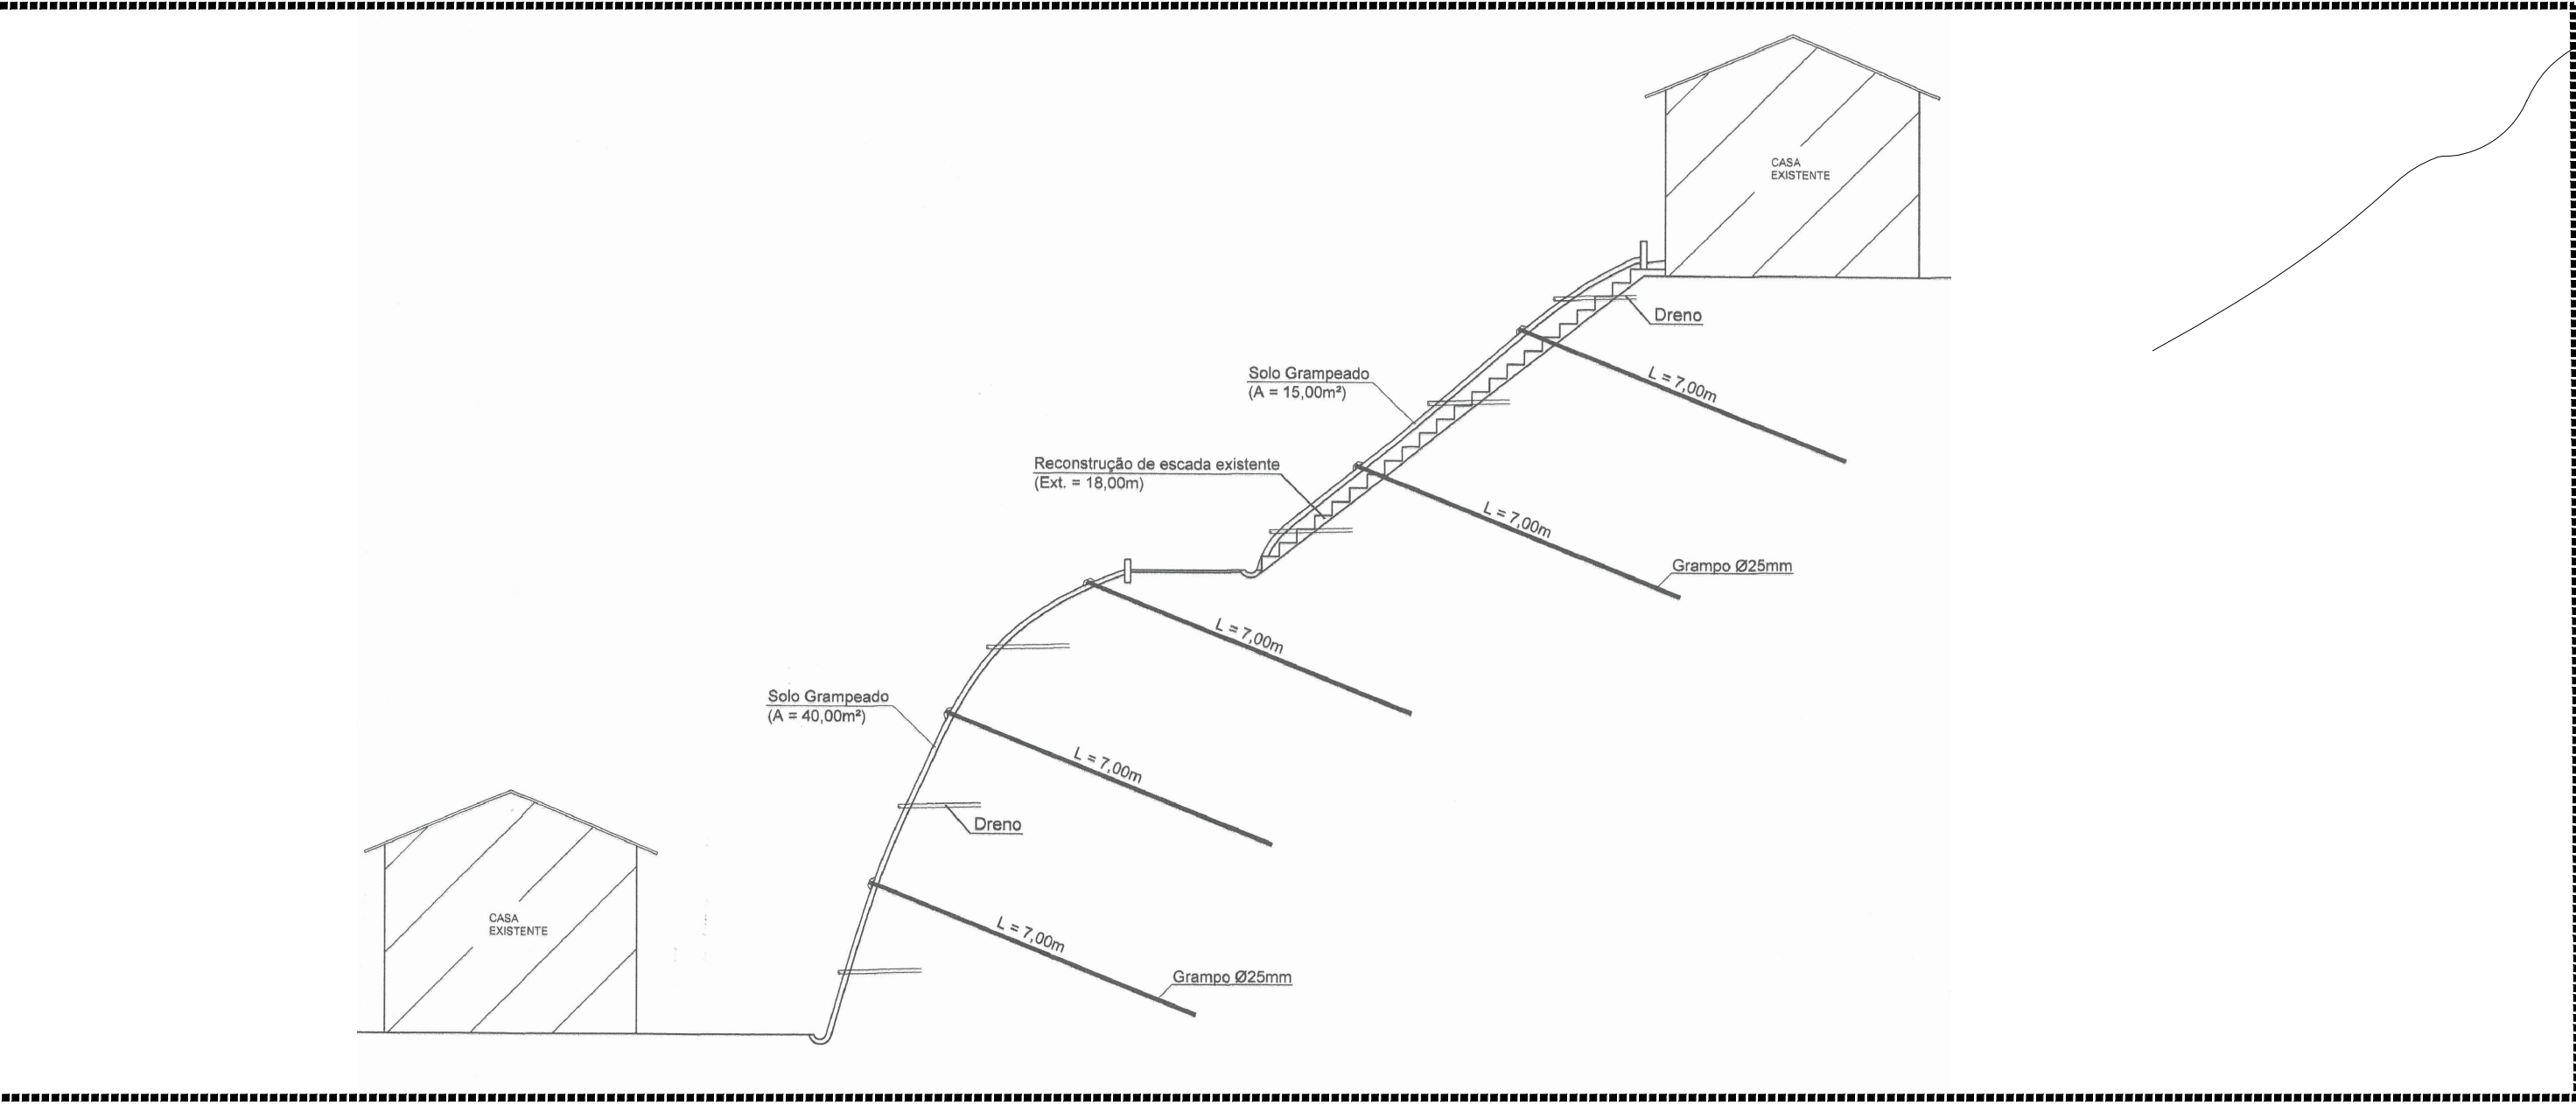 CASA
EXISTENTE
Dreno
L = 7,00m
Solo Grampeado
(A = 15,00m²)
Reconstrução de escada existente
(Ext. = 18,00m)
L = 7,00m
Grampo Ø25mm
L = 7,00m
Solo Grampeado
(A = 40,00m²)
L = 7,00m
Dreno
CASA
EXISTENTE
L = 7,00m
Grampo Ø25mm